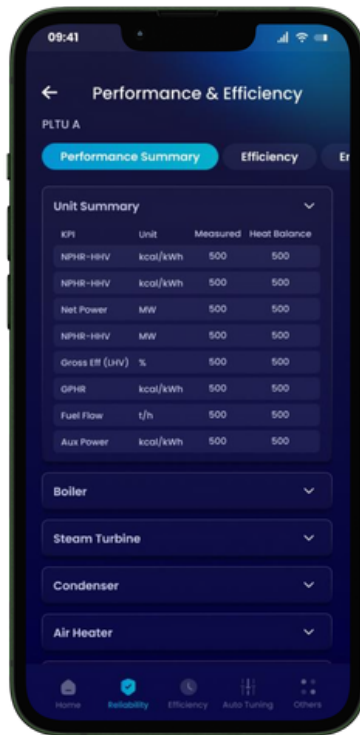 09:41
Performance & Efficiency
PLTU A
Performance Summary Efficiency En
Unit Summary
KPI Unit Measured Heat Balance
NPHR-HHV kcal/kWh 500 500
NPHR-HHV kcal/kWh 500 500
Net Power MW 500 500
NPHR-HHV MW 500 500
Gross Eff (LHV) % 500 500
GPHR kcal/kWh 500 500
Fuel Flow t/h 500 500
Aux Power kcal/kWh 500 500
Boiler
Steam Turbine
Condenser
Air Heater
Home Reliability Efficiency Auto Tuning Others